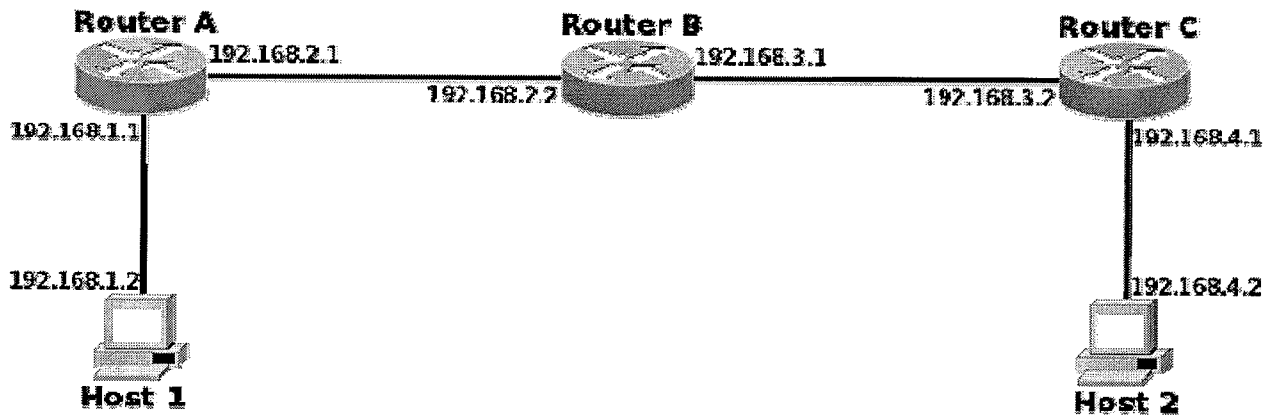 Router A
Router B
Router C
192.168.2.1
192.168.3.1
192.168.2.2
192.168.3.2
192.168.1.1
192.168.4.1
192.168.1.2
192.168.4.2
Host 1
Host 2